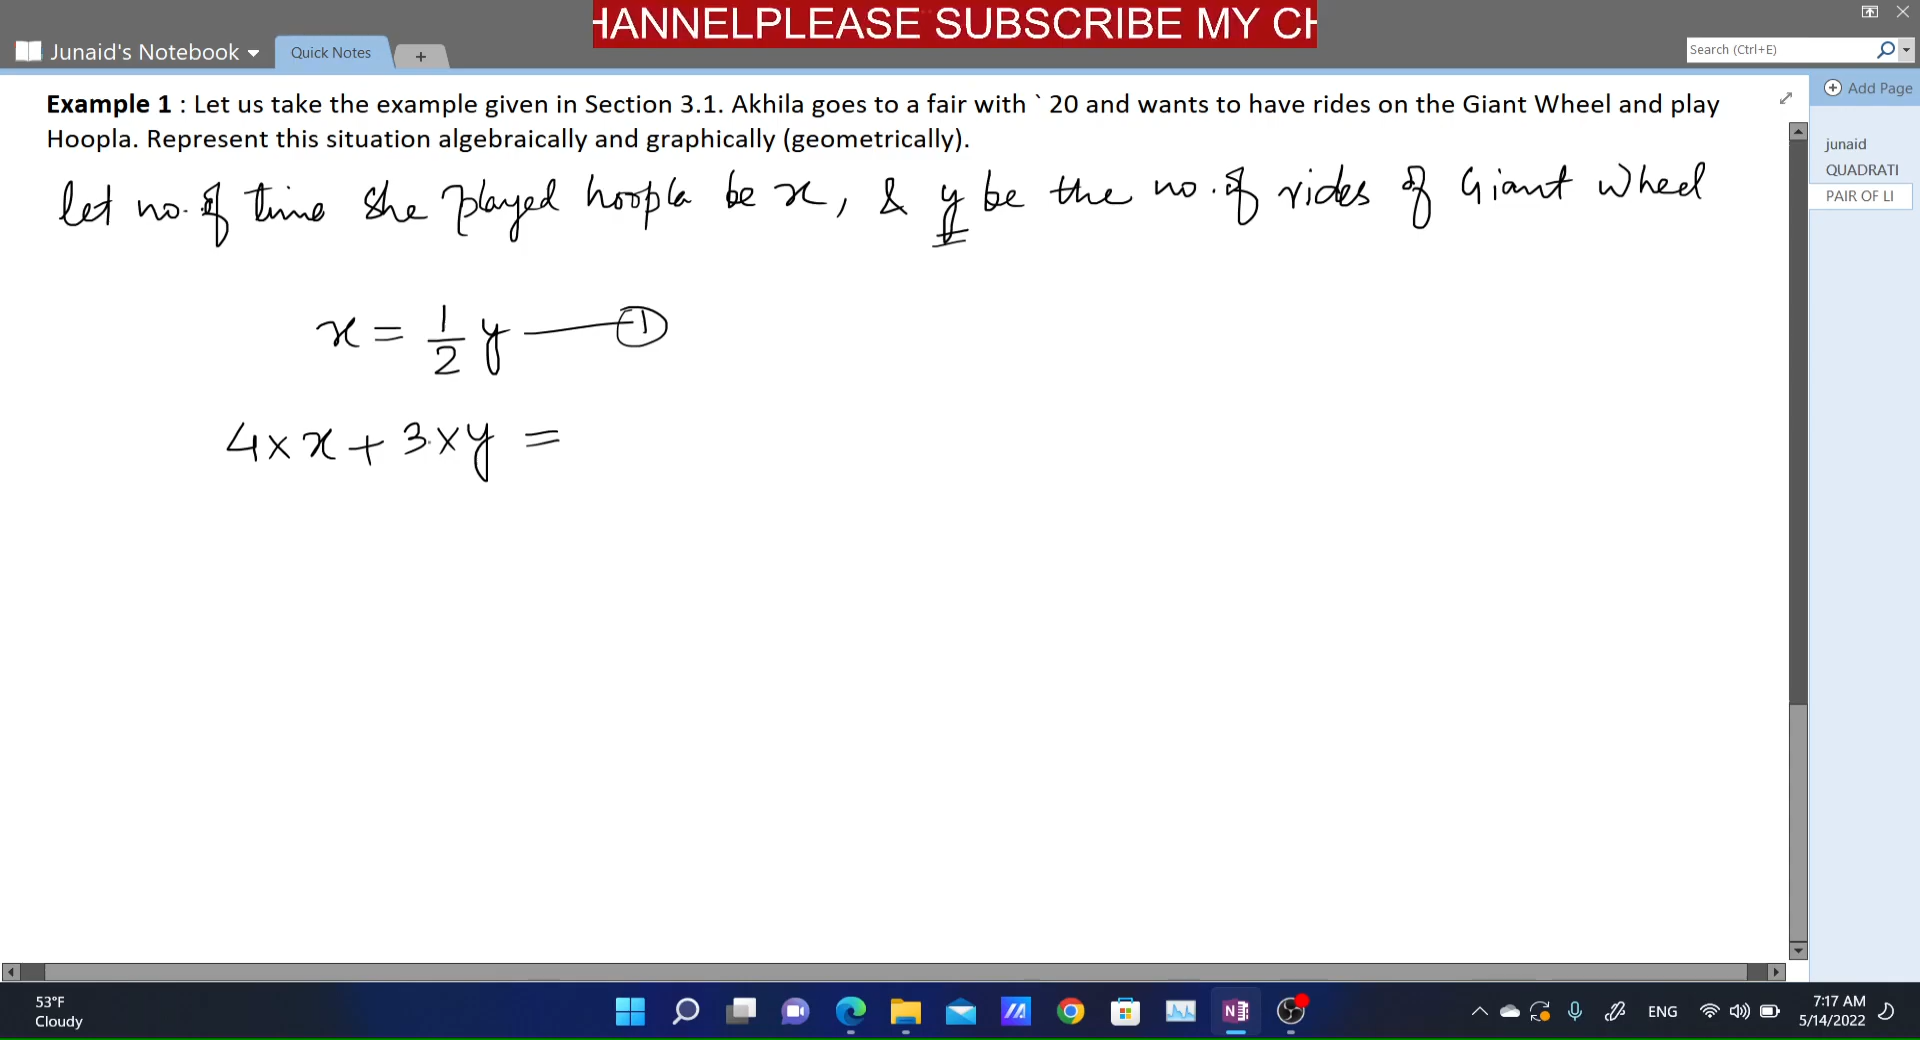 HANNELPLEASE SUBSCRIBE MY CH
Junaid's Notebook
Quick Notes
+
Search (Ctrl+E)
Add Page
Example 1 : Let us take the example given in Section 3.1. Akhila goes to a fair with ` 20 and wants to have rides on the Giant Wheel and play
Hoopla. Represent this situation algebraically and graphically (geometrically).
junaid
QUADRATI
PAIR OF LI
let no. of time she played hoopla be x, & y be the no. of rides of Giant Wheel
x = 1/2 y — 1
4 × x + 3 × y =
53°F
Cloudy
ENG
7:17 AM
5/14/2022